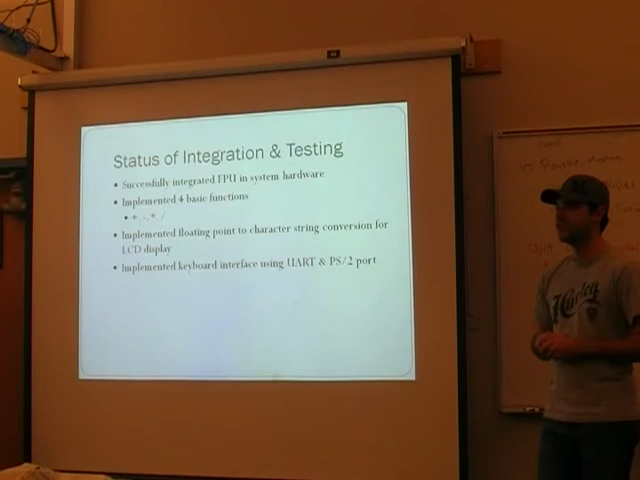 Status of Integration & Testing
• Successfully integrated FPU in system hardware
• Implemented 4 basic functions
• +, -, *, /
• Implemented floating point to character string conversion for
LCD display
• Implemented keyboard interface using UART & PS/2 port
Hurley